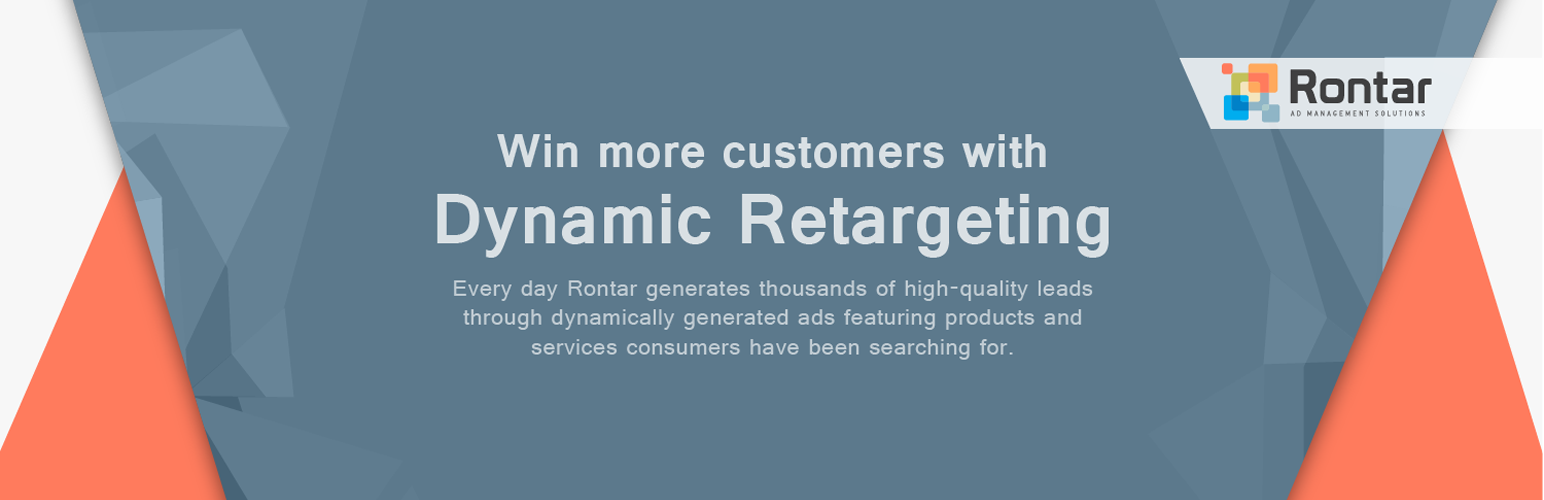 Rontar
AD MANAGEMENT SOLUTIONS
Win more customers with
Dynamic Retargeting
Every day Rontar generates thousands of high-quality leads
through dynamically generated ads featuring products and
services consumers have been searching for.